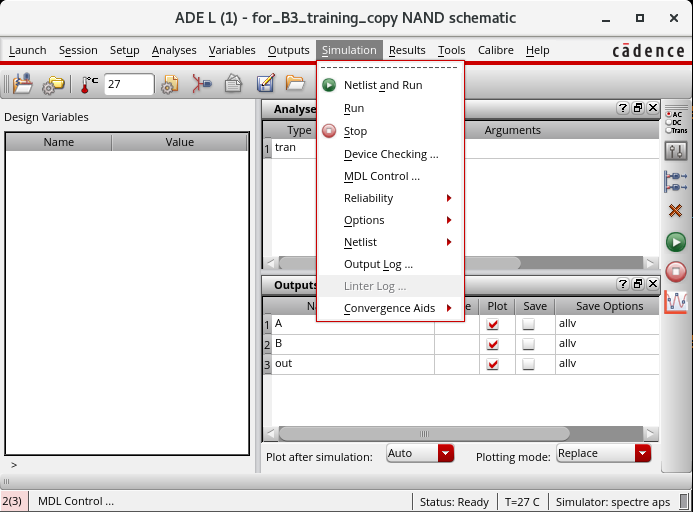 ADE L (1) - for_B3_training_copy NAND schematic
Launch Session Setup Analyses Variables Outputs Simulation Results Tools Calibre Help cādence
°C 27
Design Variables
Name Value
>
Netlist and Run
Run
Stop
Device Checking ...
MDL Control ...
Reliability
Options
Netlist
Output Log ...
Linter Log ...
Convergence Aids
Analyse
Type Arguments
1 tran
Outputs
Plot Save Save Options
1 A allv
2 B allv
3 out allv
Plot after simulation: Auto Plotting mode: Replace
AC
DC
Trans
2(3) MDL Control ... Status: Ready T=27 C Simulator: spectre aps